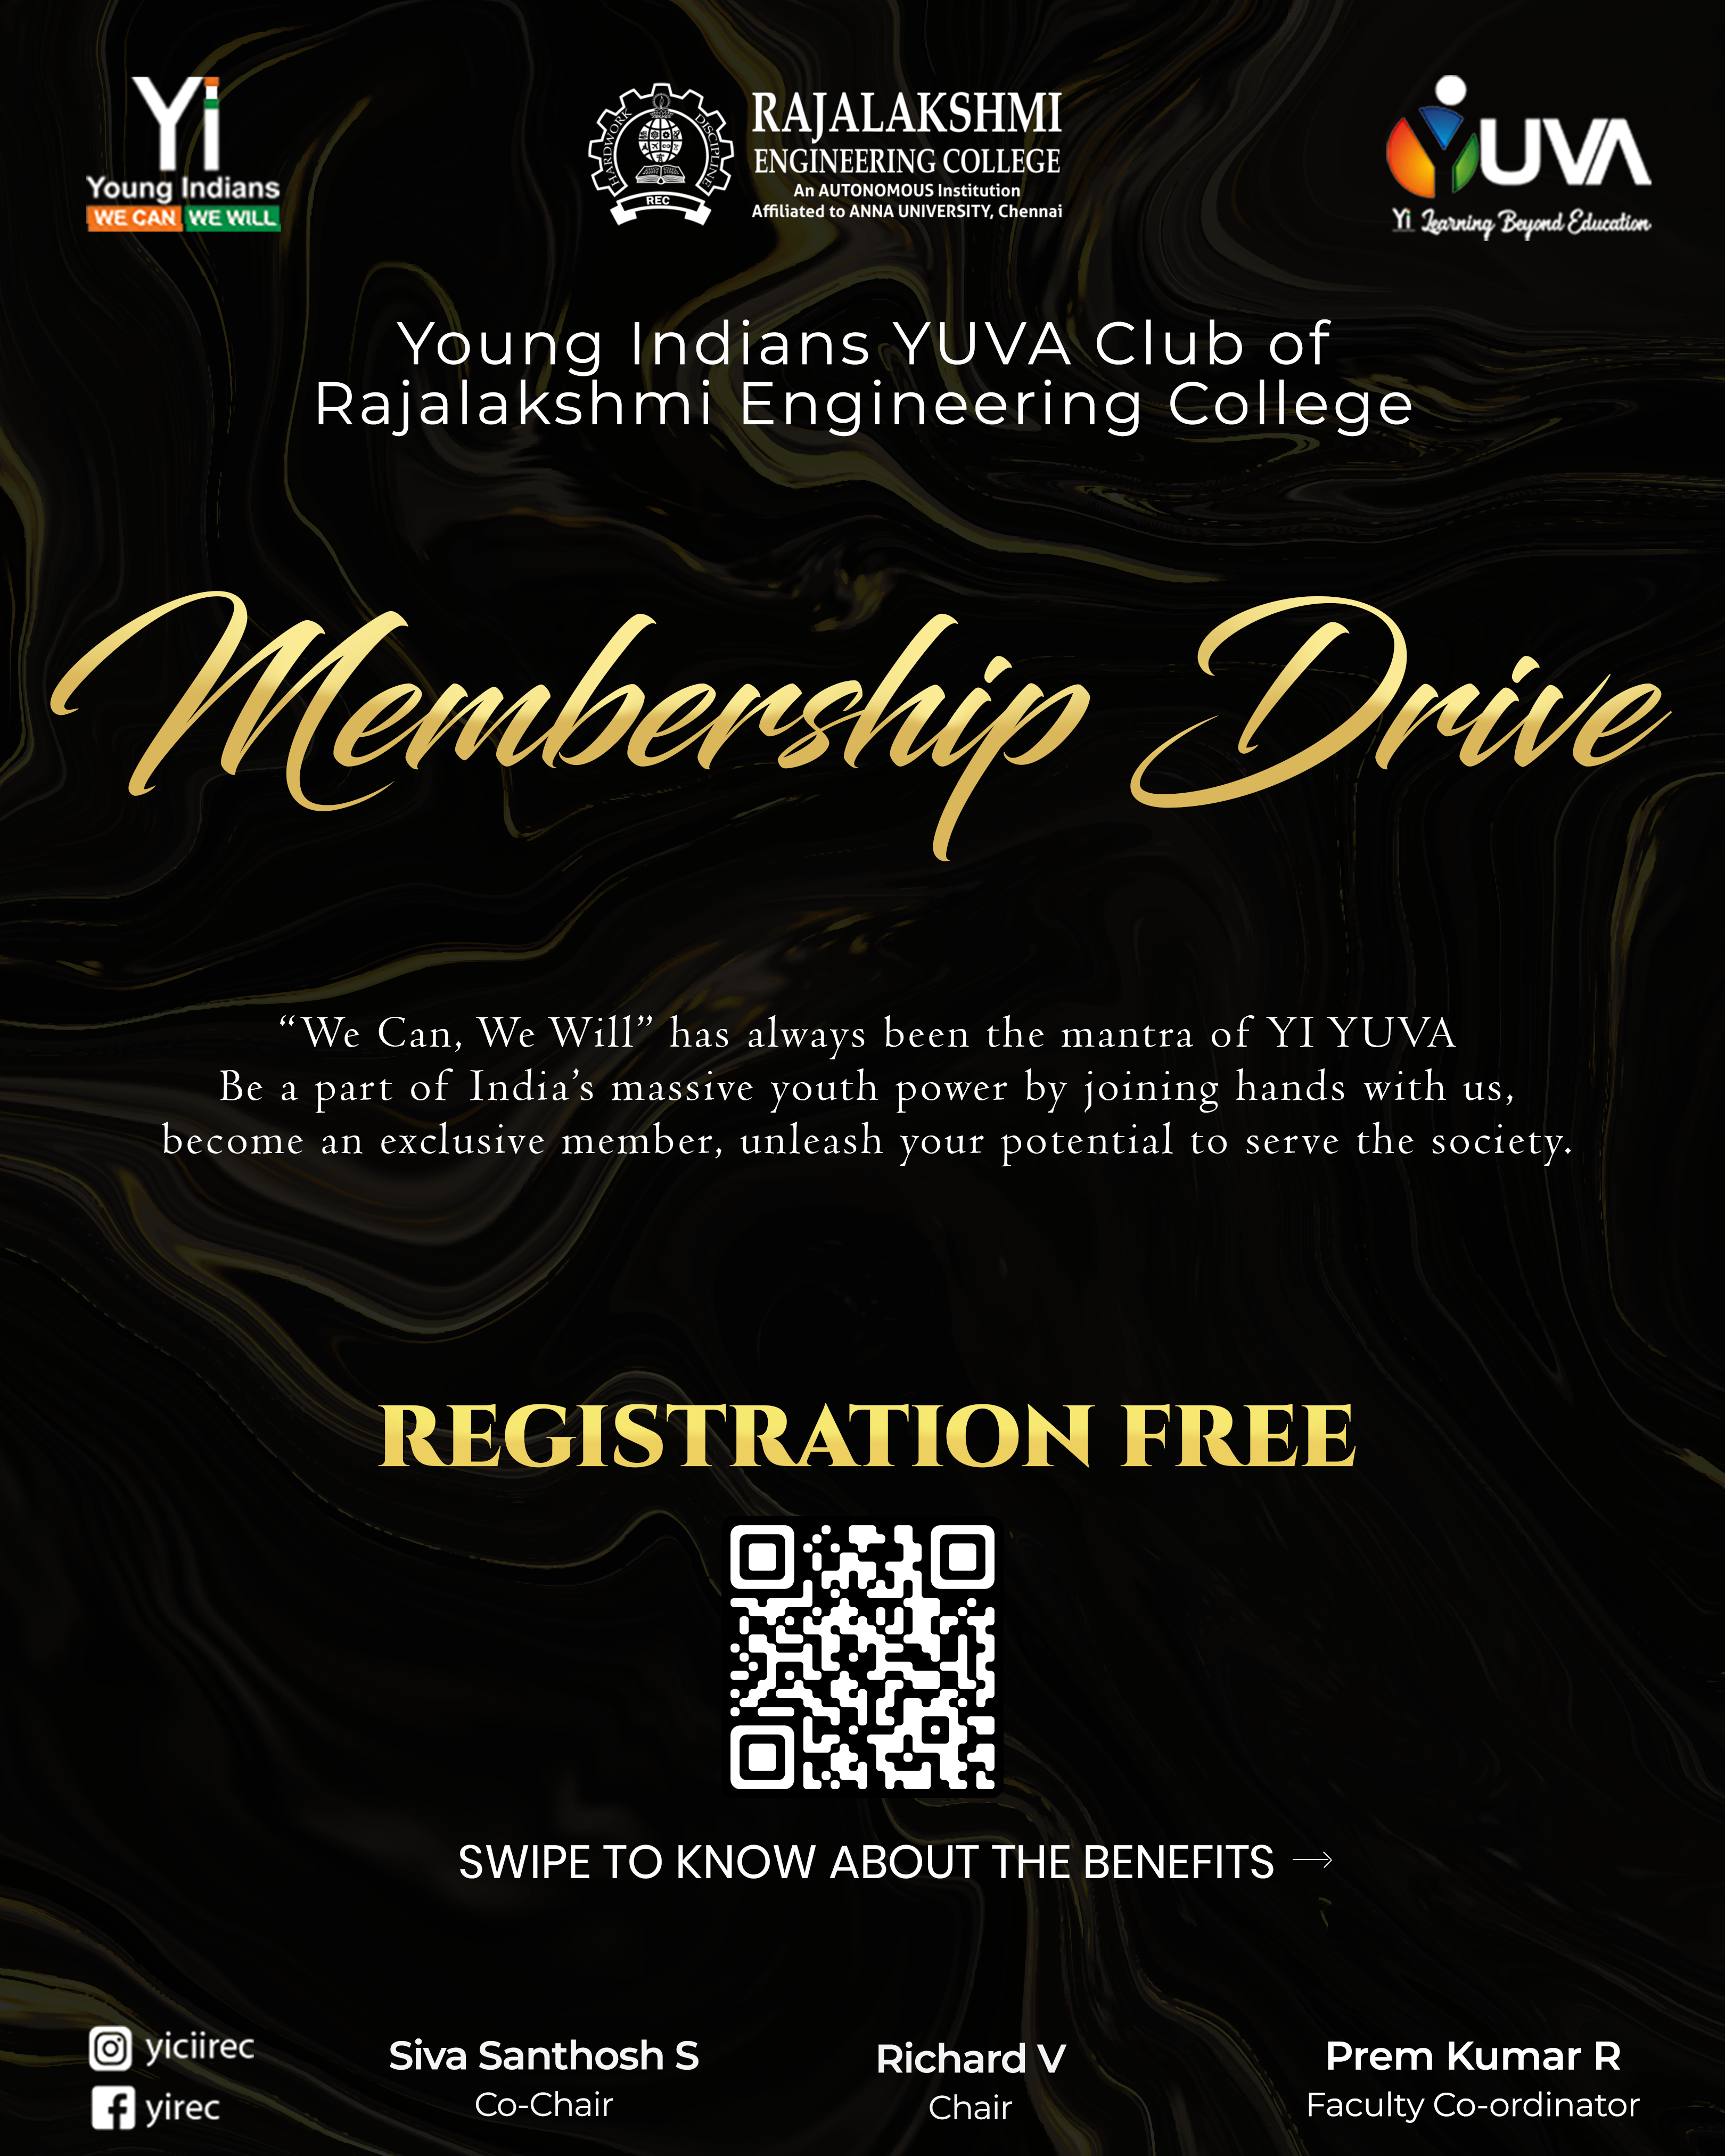 Yi
Young Indians
WE CAN WE WILL
HARDWORK DISCIPLINE
REC
RAJALAKSHMI
ENGINEERING COLLEGE
An AUTONOMOUS Institution
Affiliated to ANNA UNIVERSITY, Chennai
YUVA
Yi Learning Beyond Education
Young Indians YUVA Club of
Rajalakshmi Engineering College
Membership Drive
“We Can, We Will” has always been the mantra of YI YUVA
Be a part of India’s massive youth power by joining hands with us,
become an exclusive member, unleash your potential to serve the society.
REGISTRATION FREE
SWIPE TO KNOW ABOUT THE BENEFITS →
yiciirec
yirec
Siva Santhosh S
Co-Chair
Richard V
Chair
Prem Kumar R
Faculty Co-ordinator